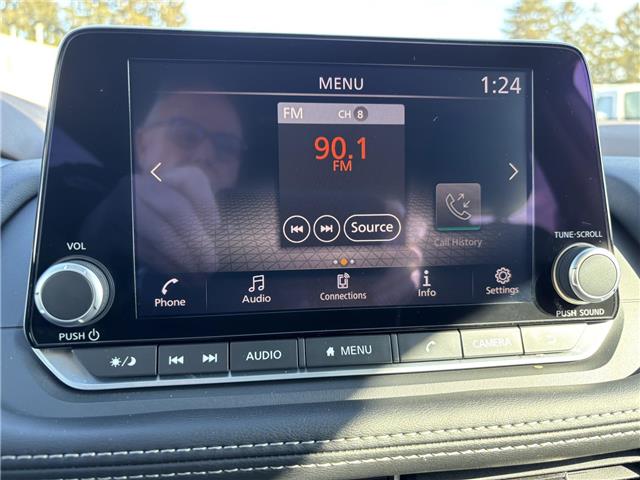 MENU 1:24
FM CH 8
90.1
FM
Source
Call History
VOL
TUNE·SCROLL
Phone Audio Connections Info Settings
PUSH
PUSH SOUND
AUDIO MENU CAMERA